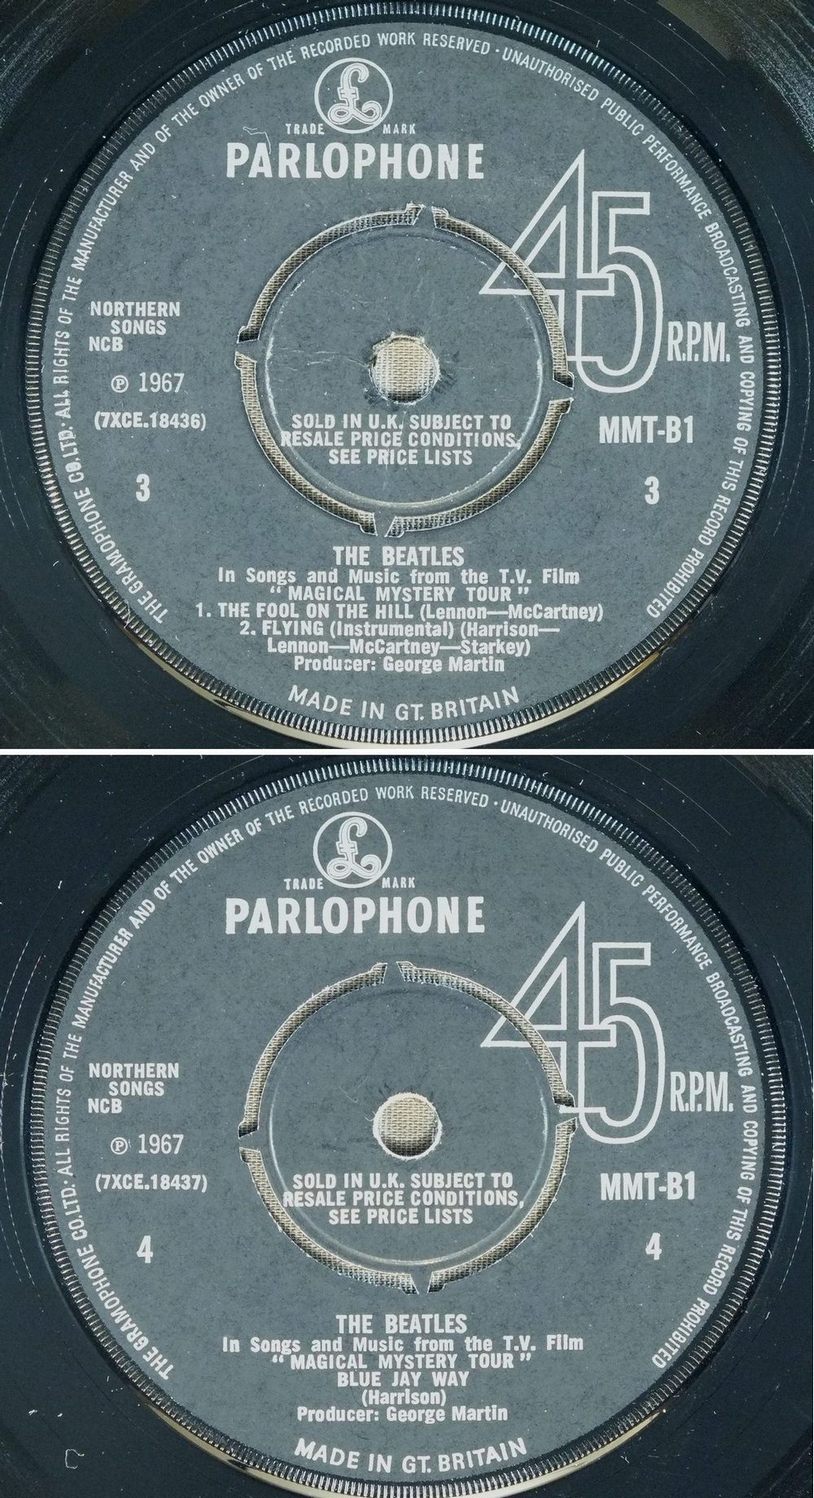 THE GRAMOPHONE CO.LTD. · ALL RIGHTS OF THE MANUFACTURER AND OF THE OWNER OF THE RECORDED WORK RESERVED · UNAUTHORISED PUBLIC PERFORMANCE BROADCASTING AND COPYING OF THIS RECORD PROHIBITED
£
TRADE MARK
PARLOPHONE
45
R.P.M.
NORTHERN
SONGS
NCB
℗ 1967
(7XCE.18436)
3
SOLD IN U.K. SUBJECT TO
RESALE PRICE CONDITIONS,
SEE PRICE LISTS
MMT-B1
3
THE BEATLES
In Songs and Music from the T.V. Film
“ MAGICAL MYSTERY TOUR ”
1. THE FOOL ON THE HILL (Lennon—McCartney)
2. FLYING (Instrumental) (Harrison—
Lennon—McCartney—Starkey)
Producer: George Martin
MADE IN GT. BRITAIN
THE GRAMOPHONE CO.LTD. · ALL RIGHTS OF THE MANUFACTURER AND OF THE OWNER OF THE RECORDED WORK RESERVED · UNAUTHORISED PUBLIC PERFORMANCE BROADCASTING AND COPYING OF THIS RECORD PROHIBITED
£
TRADE MARK
PARLOPHONE
45
R.P.M.
NORTHERN
SONGS
NCB
℗ 1967
(7XCE.18437)
4
SOLD IN U.K. SUBJECT TO
RESALE PRICE CONDITIONS,
SEE PRICE LISTS
MMT-B1
4
THE BEATLES
In Songs and Music from the T.V. Film
“ MAGICAL MYSTERY TOUR ”
BLUE JAY WAY
(Harrison)
Producer: George Martin
MADE IN GT. BRITAIN